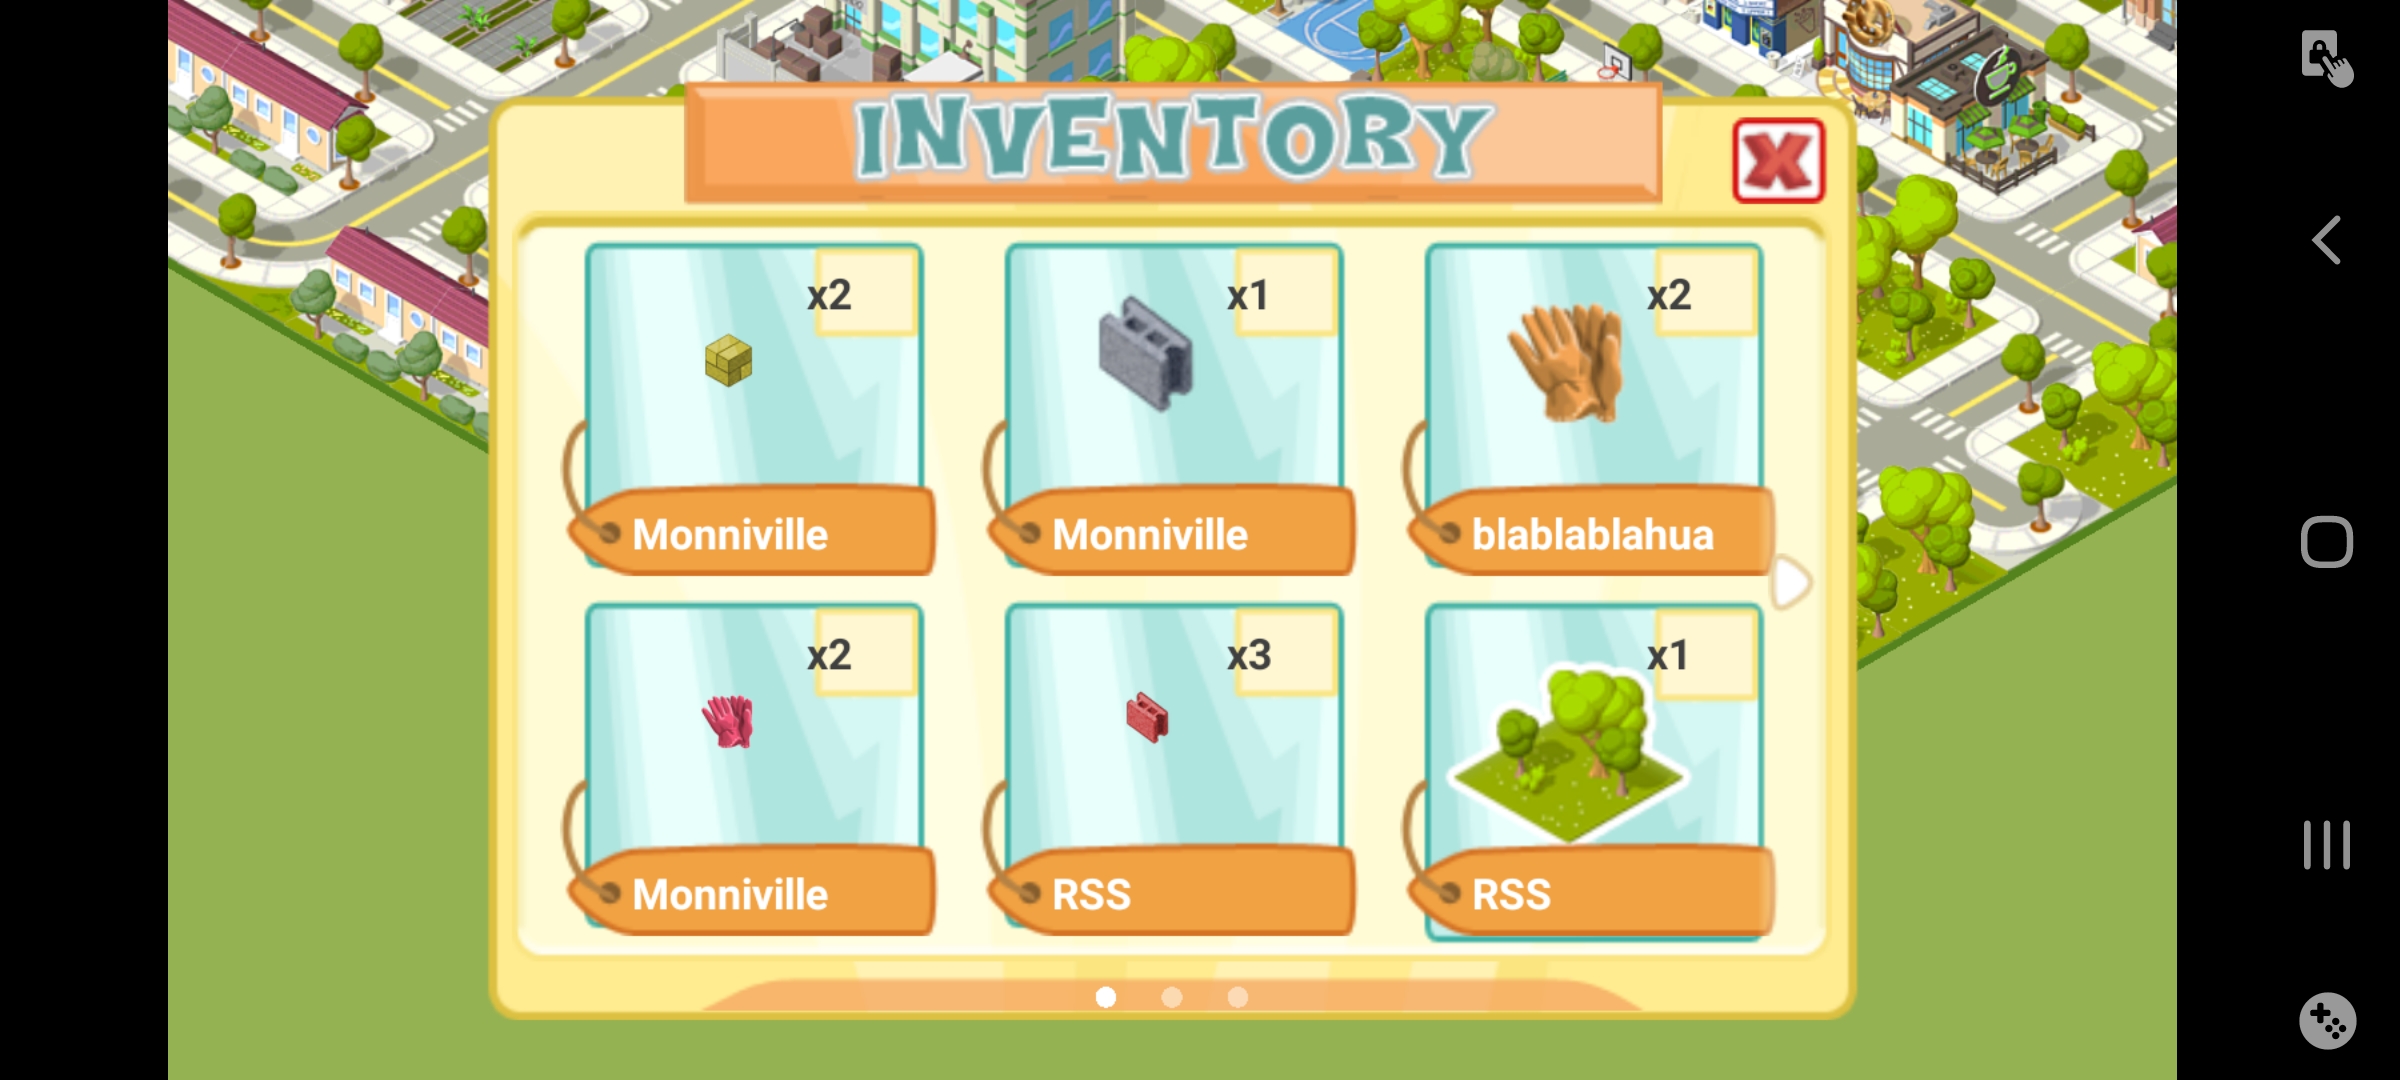 INVENTORY
x2
x1
x2
Monniville
Monniville
blablablahua
x2
x3
x1
Monniville
RSS
RSS